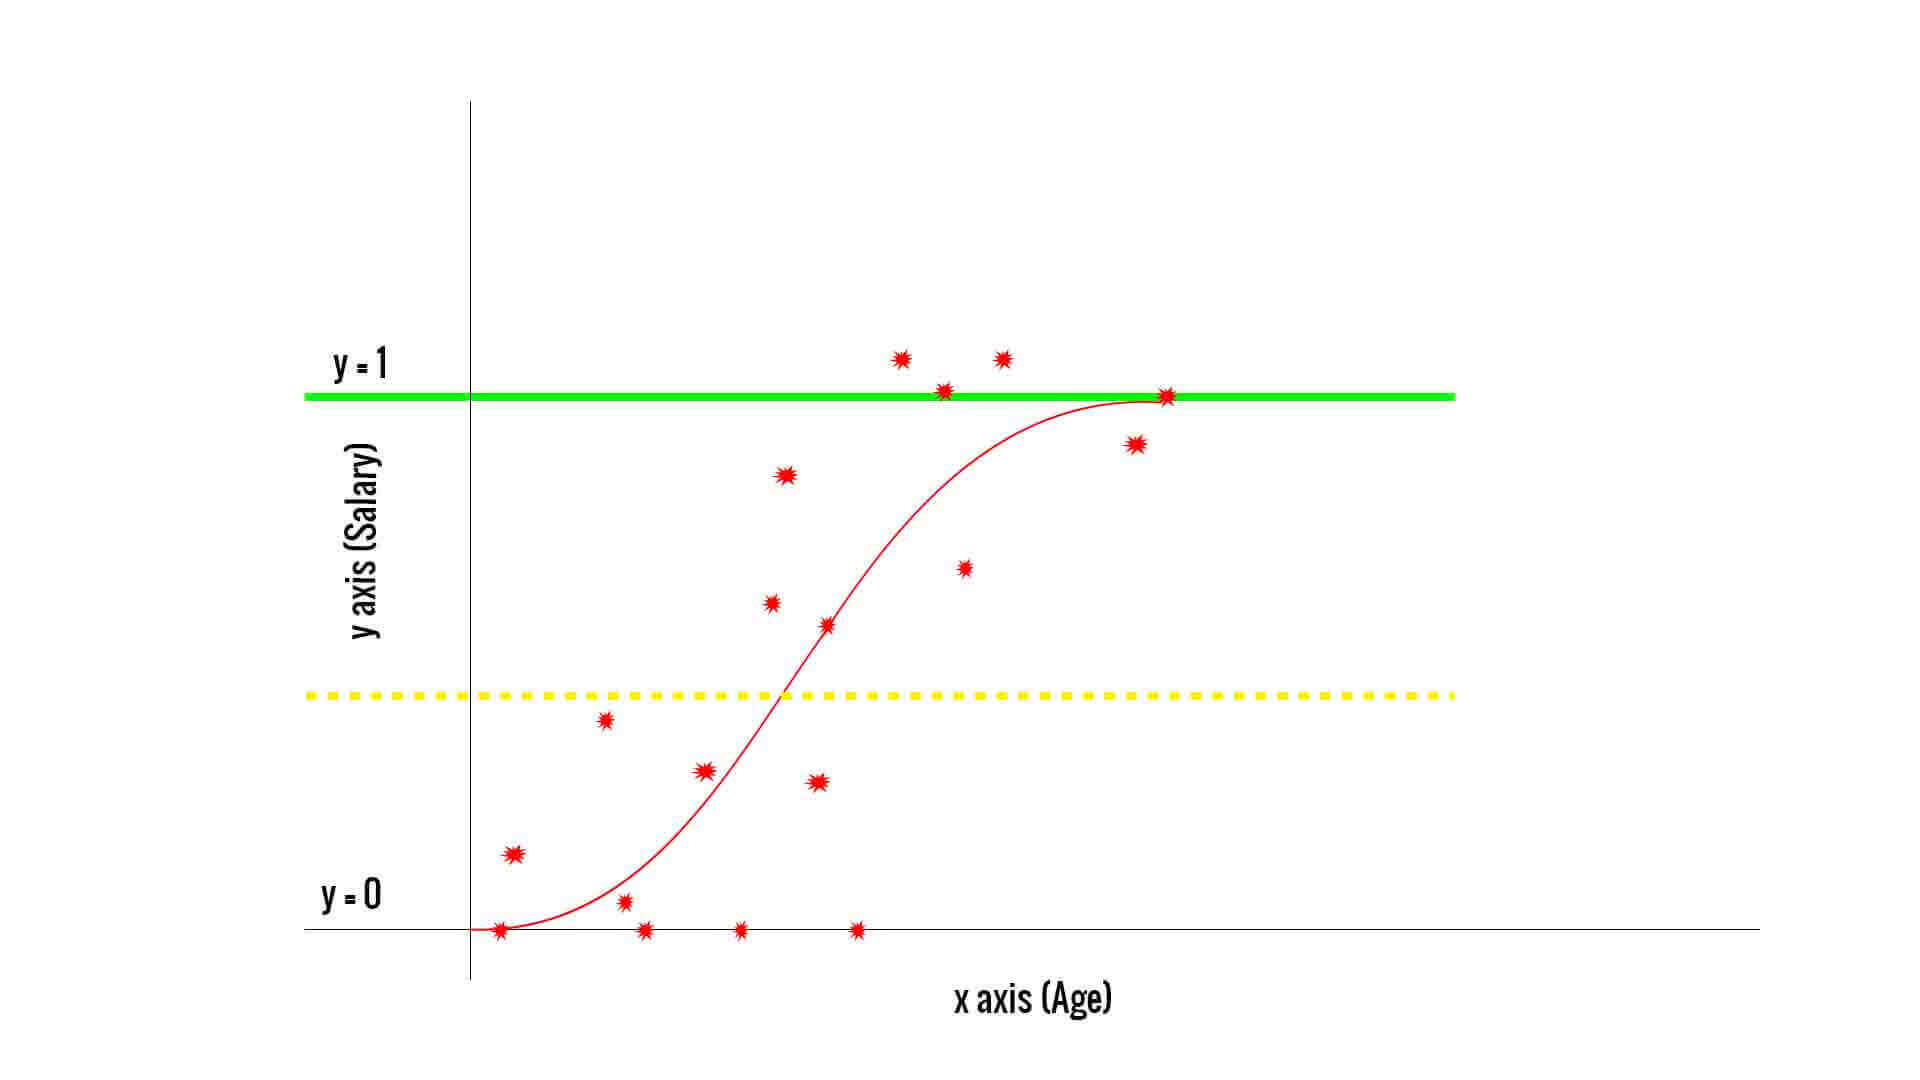 y = 1
y axis (Salary)
y = 0
x axis (Age)